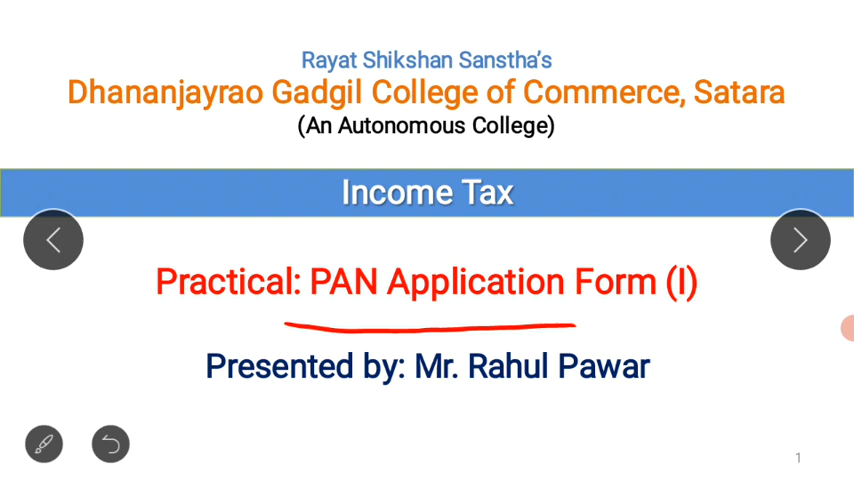 Rayat Shikshan Sanstha's
Dhananjayrao Gadgil College of Commerce, Satara
(An Autonomous College)
Income Tax
Practical: PAN Application Form (I)
Presented by: Mr. Rahul Pawar
1